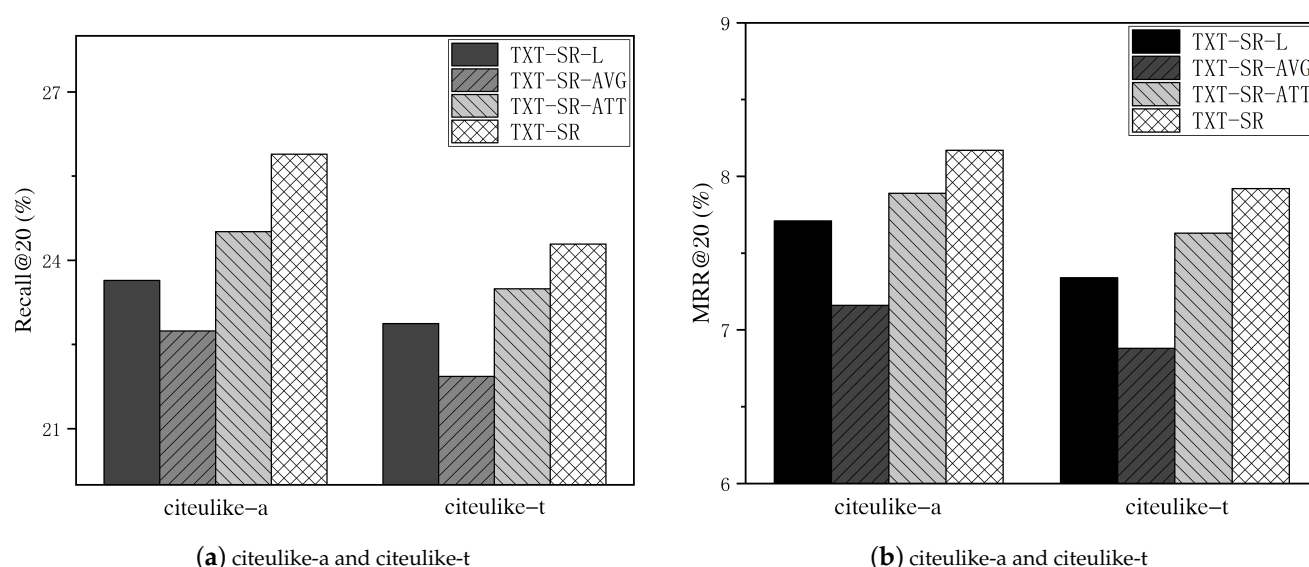 27
24
21
Recall@20 (%)
TXT-SR-L
TXT-SR-AVG
TXT-SR-ATT
TXT-SR
citeulike−a
citeulike−t
(a) citeulike-a and citeulike-t
9
8
7
6
MRR@20 (%)
TXT-SR-L
TXT-SR-AVG
TXT-SR-ATT
TXT-SR
citeulike−a
citeulike−t
(b) citeulike-a and citeulike-t